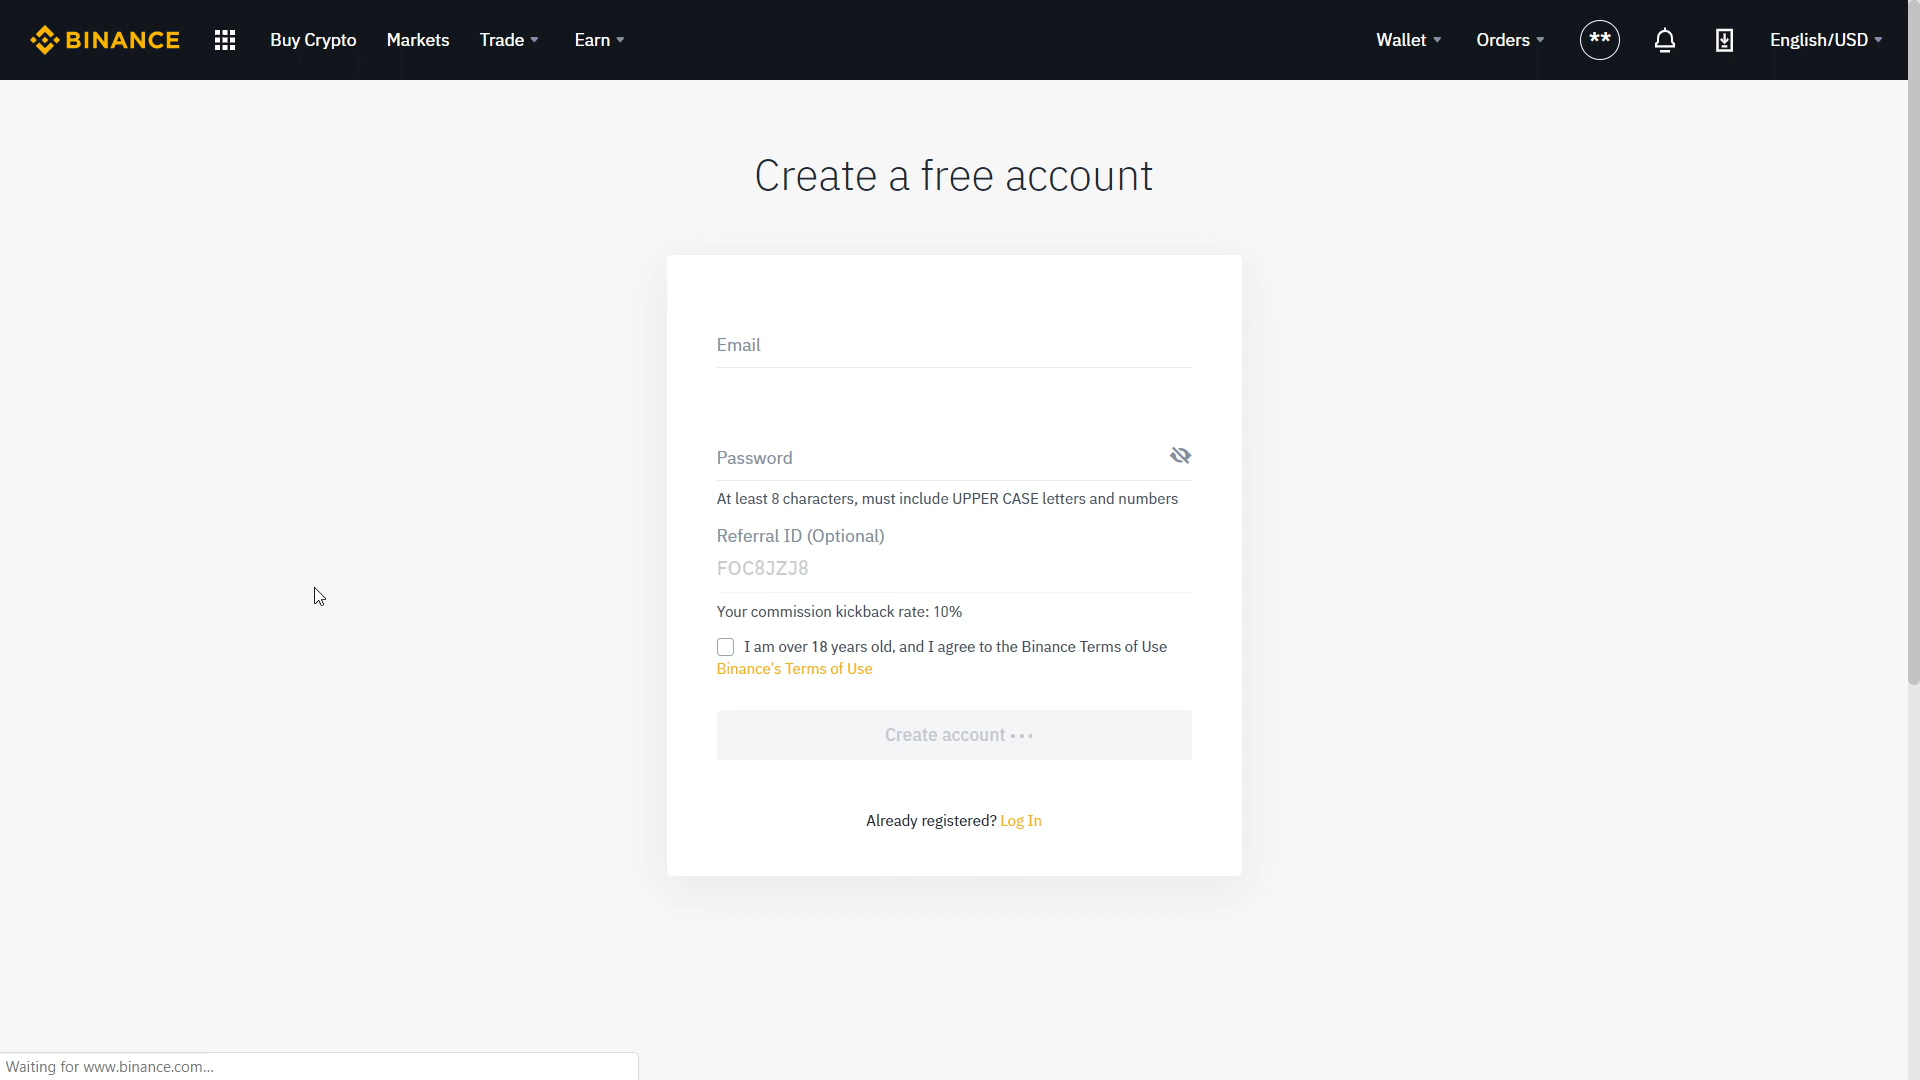 BINANCE Buy Crypto Markets Trade Earn Wallet Orders ** English/USD
Create a free account
Email
Password
At least 8 characters, must include UPPER CASE letters and numbers
Referral ID (Optional)
FOC8JZJ8
Your commission kickback rate: 10%
I am over 18 years old, and I agree to the Binance Terms of Use
Binance's Terms of Use
Create account •••
Already registered? Log In
Waiting for www.binance.com...